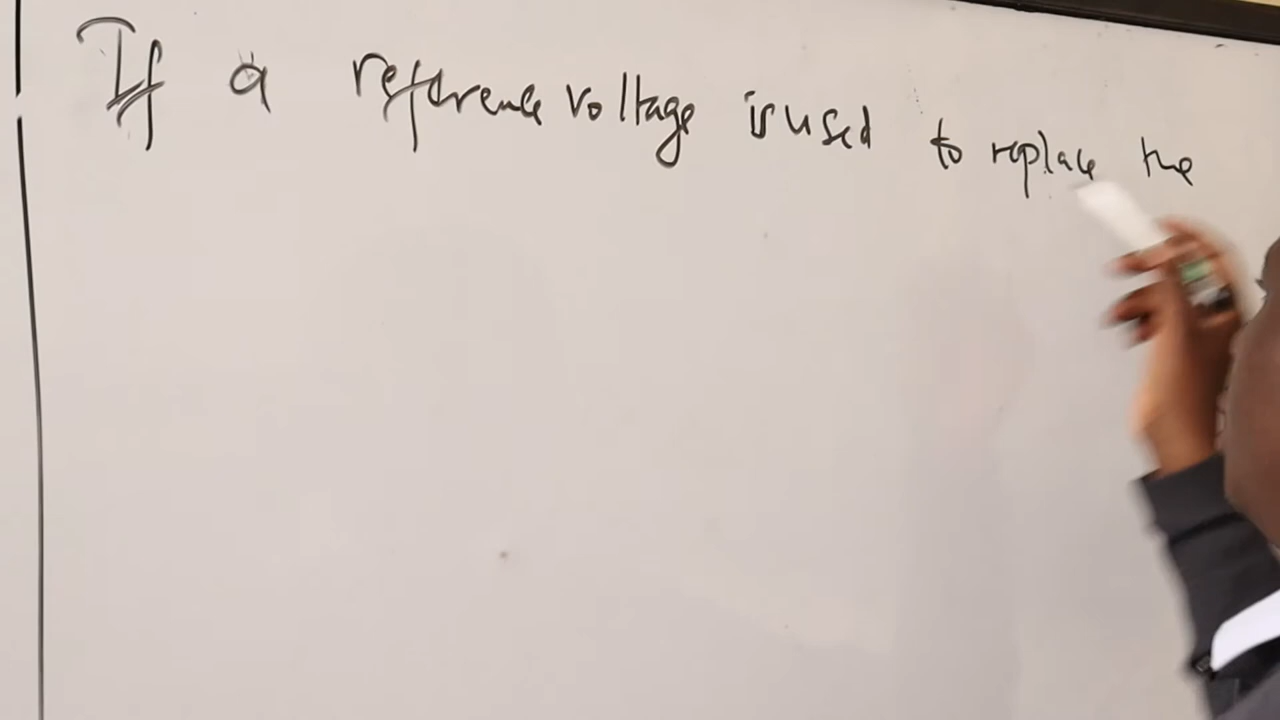 If a reference voltage is used to replace the